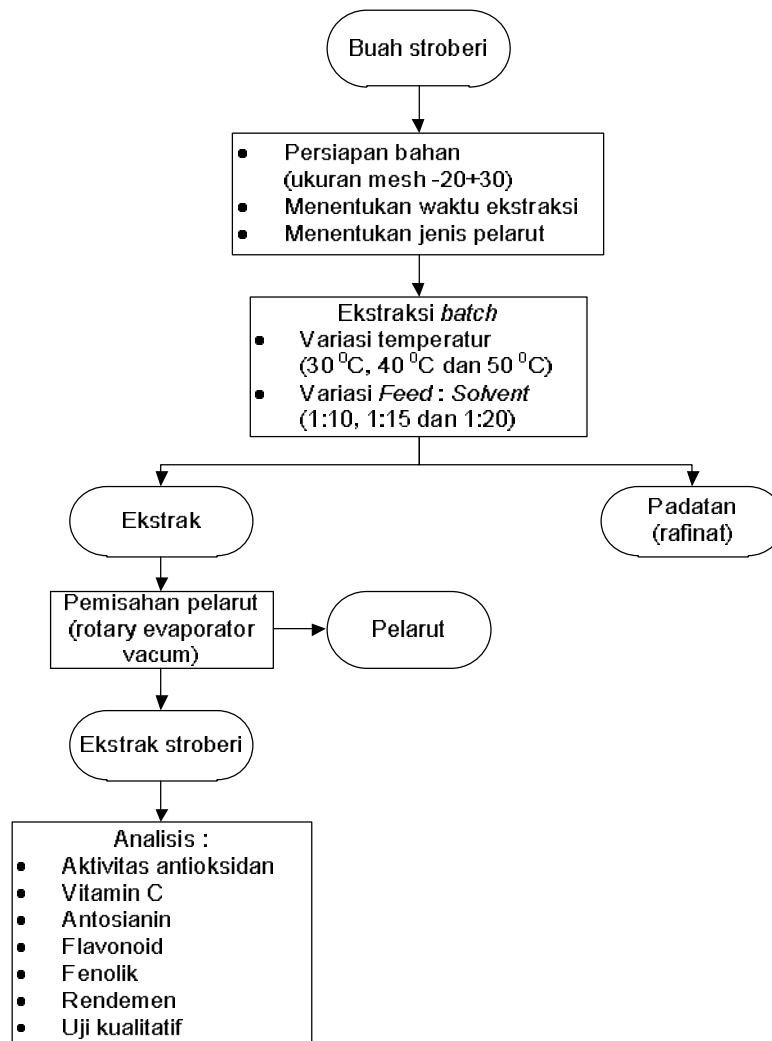 Buah stroberi
• Persiapan bahan
(ukuran mesh -20+30)
• Menentukan waktu ekstraksi
• Menentukan jenis pelarut
Ekstraksi batch
• Variasi temperatur
(30 ⁰C, 40 ⁰C dan 50 ⁰C)
• Variasi Feed : Solvent
(1:10, 1:15 dan 1:20)
Ekstrak
Padatan
(rafinat)
Pemisahan pelarut
(rotary evaporator
vacum)
Pelarut
Ekstrak stroberi
Analisis :
• Aktivitas antioksidan
• Vitamin C
• Antosianin
• Flavonoid
• Fenolik
• Rendemen
• Uji kualitatif